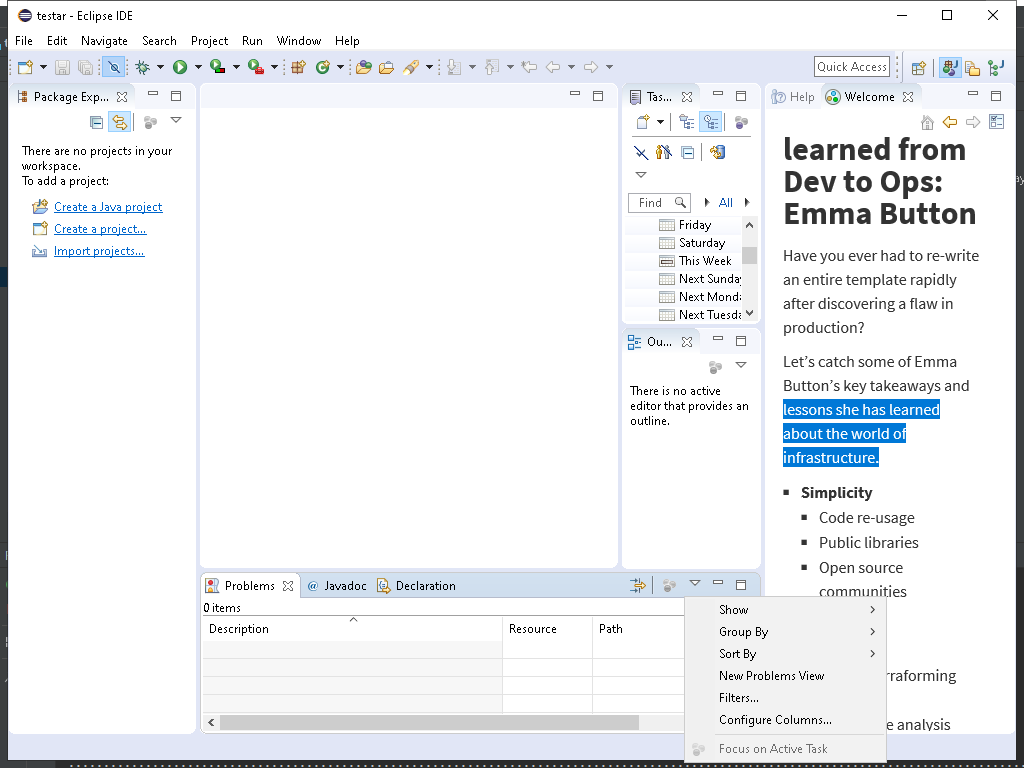 testar - Eclipse IDE
File Edit Navigate Search Project Run Window Help
Quick Access
Package Exp...
There are no projects in your
workspace.
To add a project:
Create a Java project
Create a project...
Import projects...
Tas...
Find
All
Friday
Saturday
This Week
Next Sunday
Next Monda
Next Tuesda
Ou...
There is no active
editor that provides an
outline.
Help Welcome
learned from
Dev to Ops:
Emma Button
Have you ever had to re-write
an entire template rapidly
after discovering a flaw in
production?
Let's catch some of Emma
Button's key takeaways and
lessons she has learned
about the world of
infrastructure.
Simplicity
Code re-usage
Public libraries
Open source
communities
rraforming
e analysis
Problems @ Javadoc Declaration
0 items
Description Resource Path
Show
Group By
Sort By
New Problems View
Filters...
Configure Columns...
Focus on Active Task